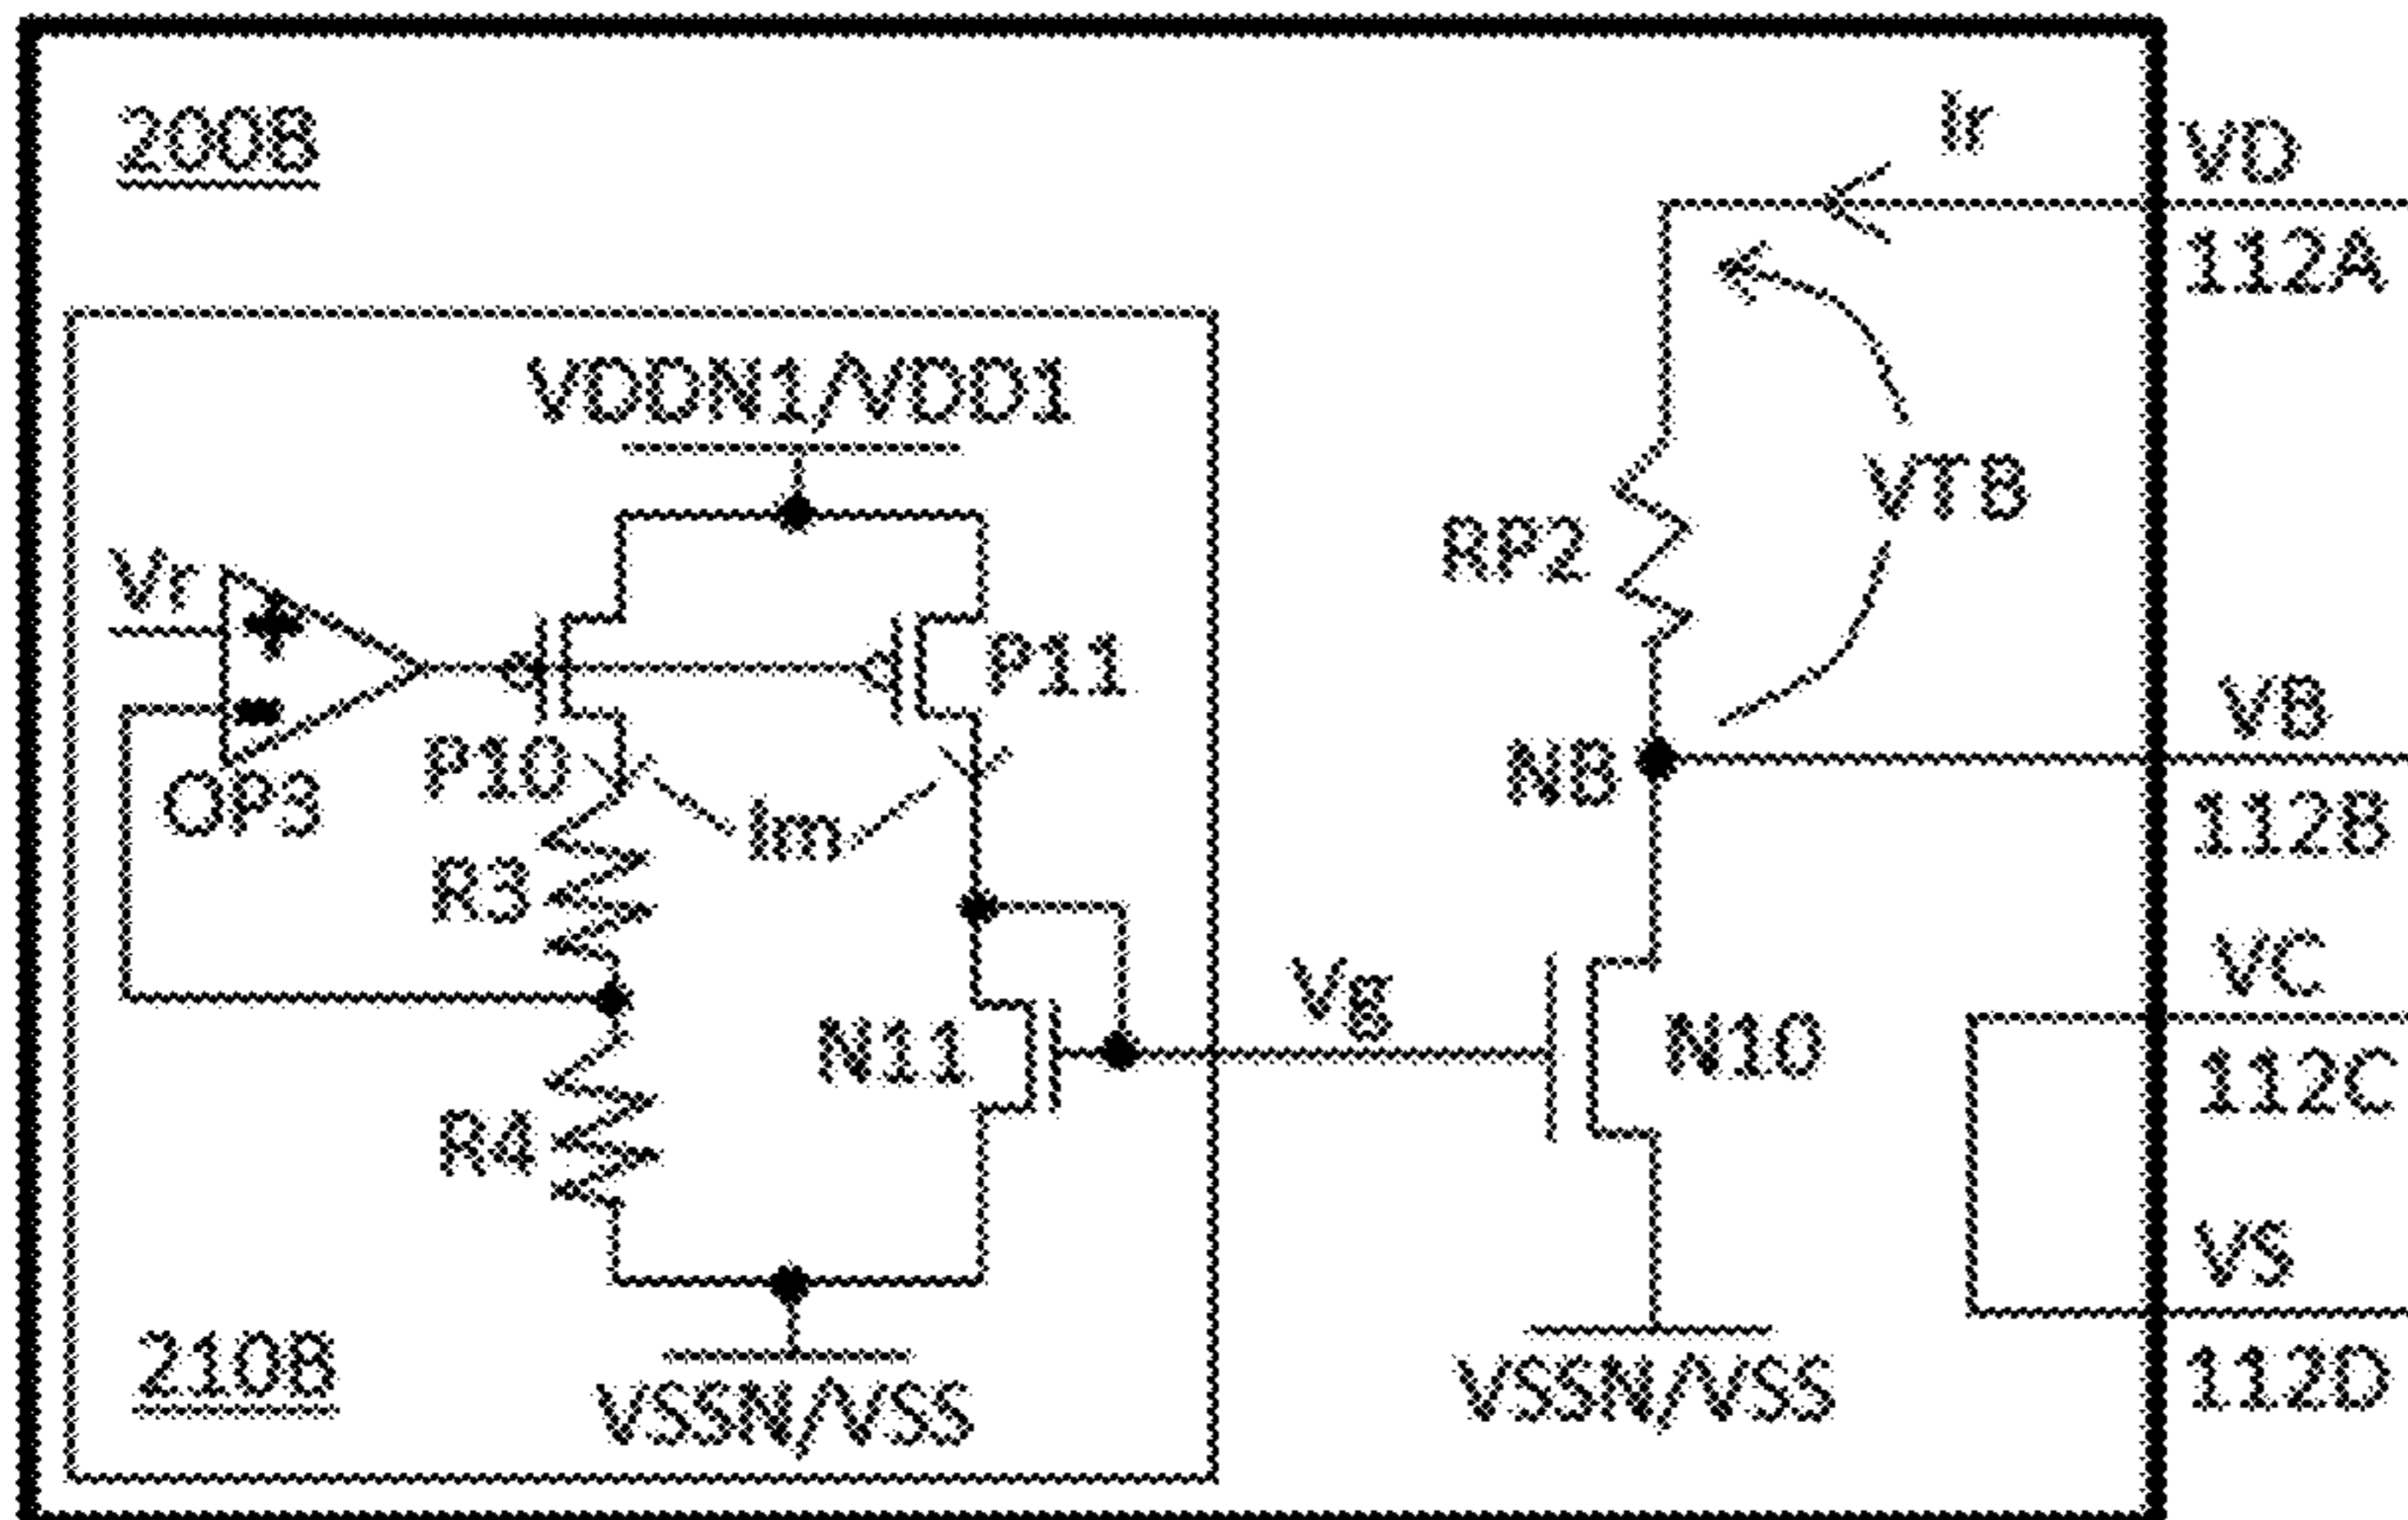 200B
Ir
VD
112A
VDDN1/VDD1
Vr
+
-
OP3
P10
P11
Im
R3
R4
N11
210B
VSSN/VSS
RP2
VTB
NB
VB
112B
Vg
N10
VC
112C
VS
112D
VSSN/VSS